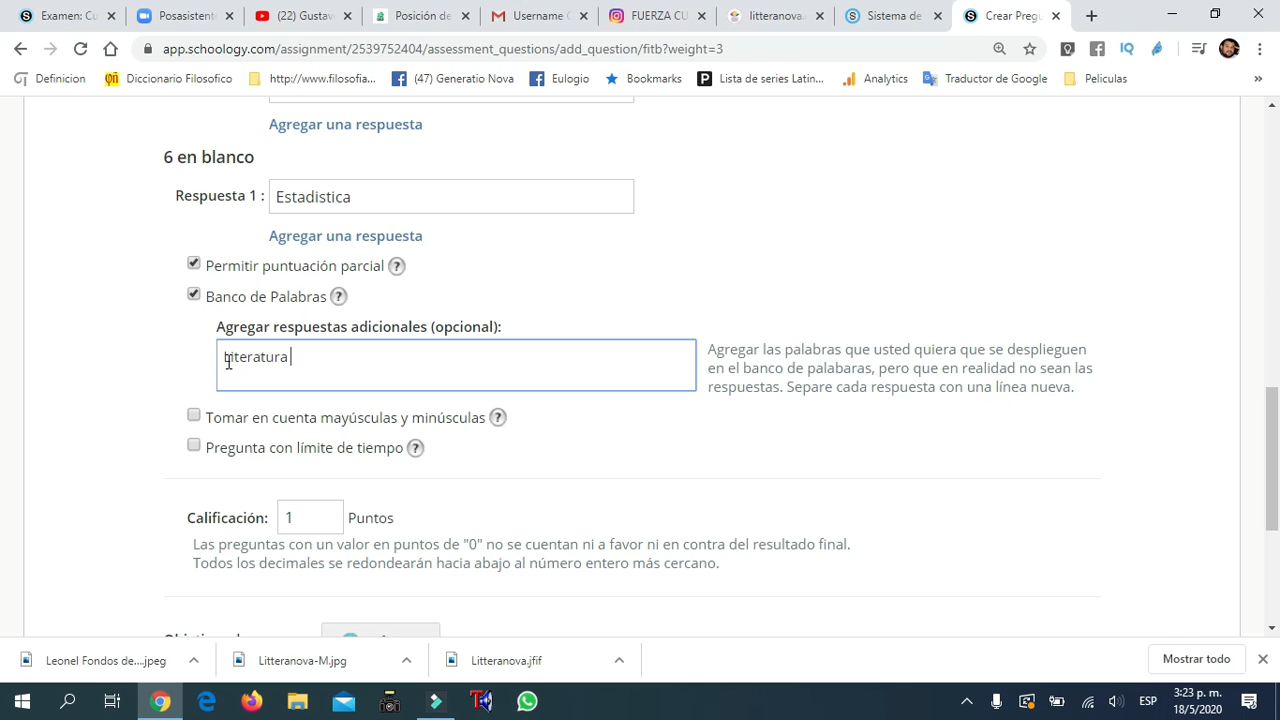 Examen: Cu
Posasistente
(22) Gustav
Posición de
Username C
FUERZA CU
litteranova.
Sistema de
Crear Pregu
app.schoology.com/assignment/2539752404/assessment_questions/add_question/fitb?weight=3
Definicion
Diccionario Filosofico
http://www.filosofia...
(47) Generatio Nova
Eulogio
Bookmarks
Lista de series Latin...
Analytics
Traductor de Google
Películas
»
Agregar una respuesta
6 en blanco
Respuesta 1 : Estadistica
Agregar una respuesta
Permitir puntuación parcial ?
Banco de Palabras ?
Agregar respuestas adicionales (opcional):
Literatura
Agregar las palabras que usted quiera que se desplieguen
en el banco de palabaras, pero que en realidad no sean las
respuestas. Separe cada respuesta con una línea nueva.
Tomar en cuenta mayúsculas y minúsculas ?
Pregunta con límite de tiempo ?
Calificación: 1 Puntos
Las preguntas con un valor en puntos de "0" no se cuentan ni a favor ni en contra del resultado final.
Todos los decimales se redondearán hacia abajo al número entero más cercano.
Leonel Fondos de....jpeg
Litteranova-M.jpg
Litteranova.jfif
Mostrar todo
ESP
3:23 p. m.
18/5/2020